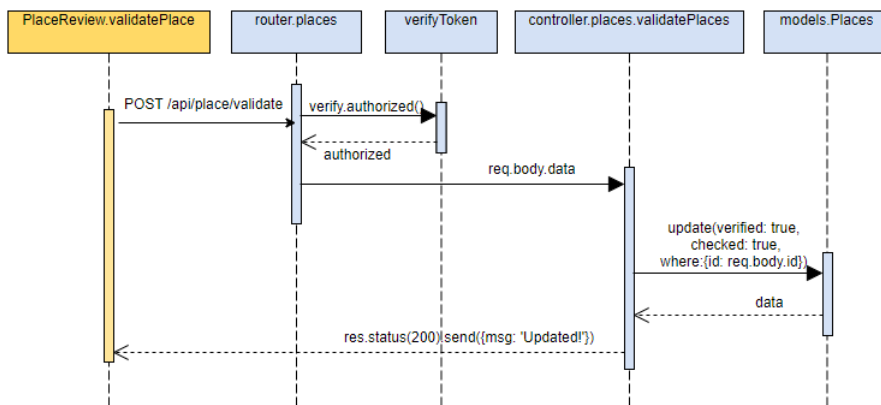 PlaceReview.validatePlace
router.places
verifyToken
controller.places.validatePlaces
models.Places
POST /api/place/validate
verify.authorized()
authorized
req.body.data
update(verified: true,
checked: true,
where:{id: req.body.id})
data
res.status(200).send({msg: 'Updated!'})